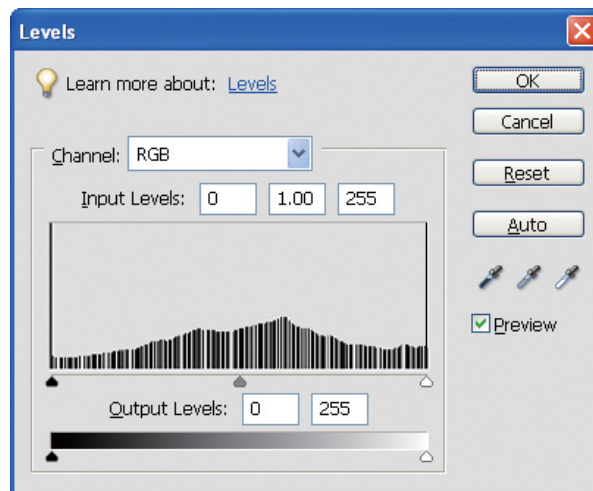 Levels
Learn more about: Levels
OK
Cancel
Channel: RGB
Reset
Input Levels: 0 1.00 255
Auto
Preview
Output Levels: 0 255